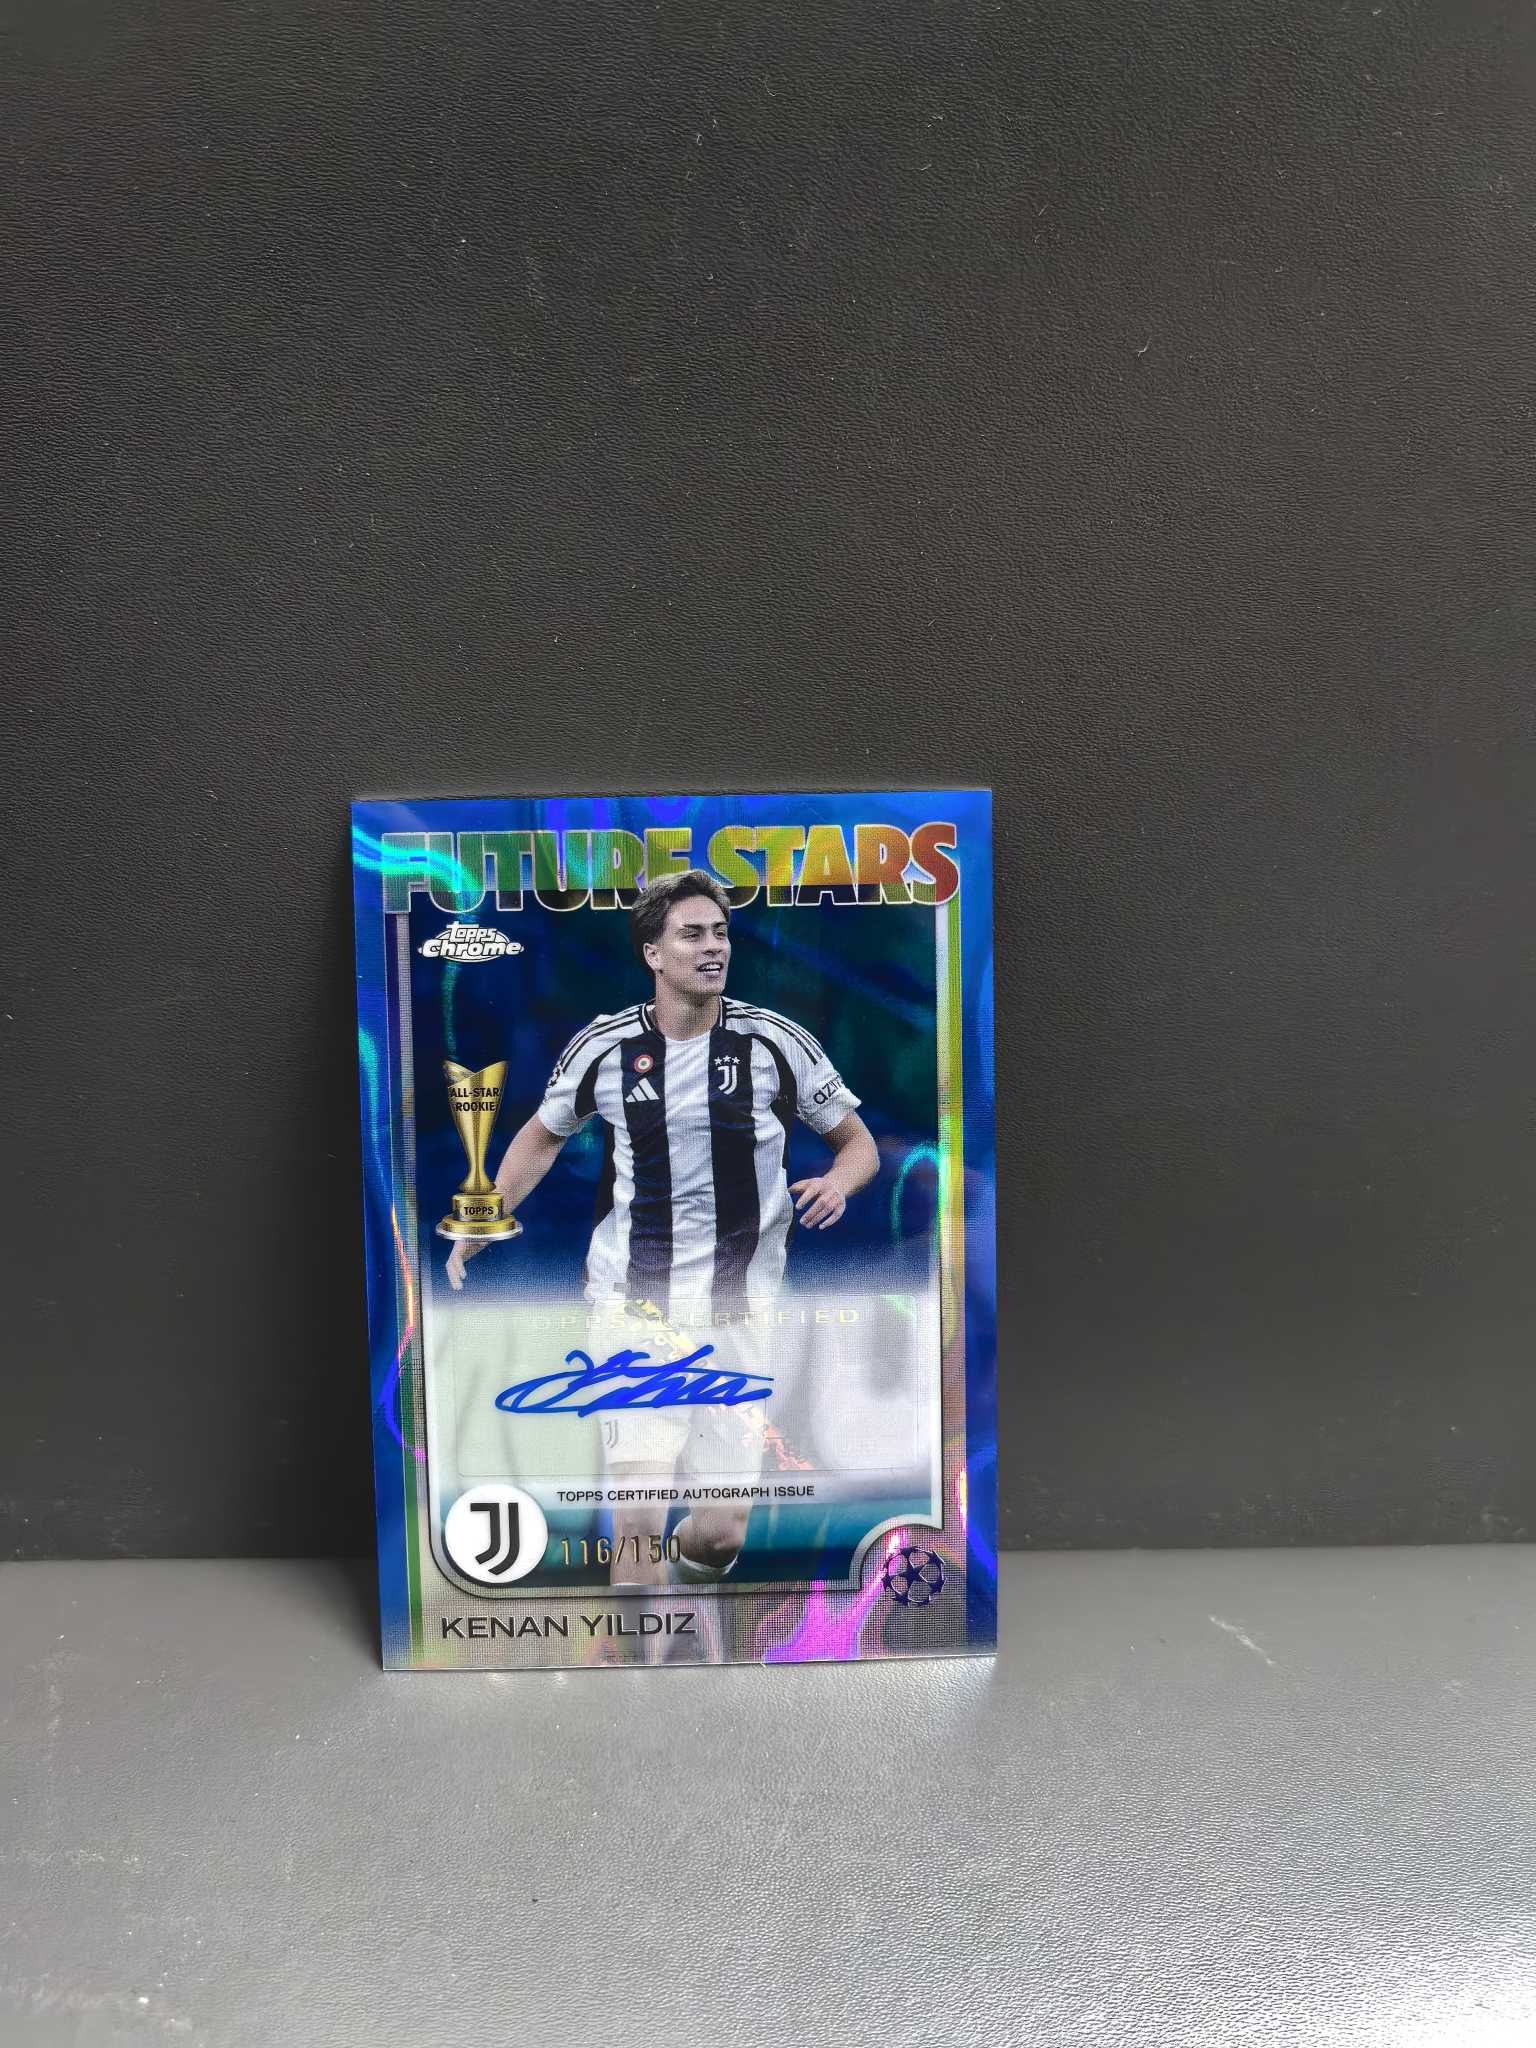 FUTURE STARS
Topps
Chrome
ALL-STAR
ROOKIE
TOPPS
TOPPS CERTIFIED
TOPPS CERTIFIED AUTOGRAPH ISSUE
116/150
KENAN YILDIZ